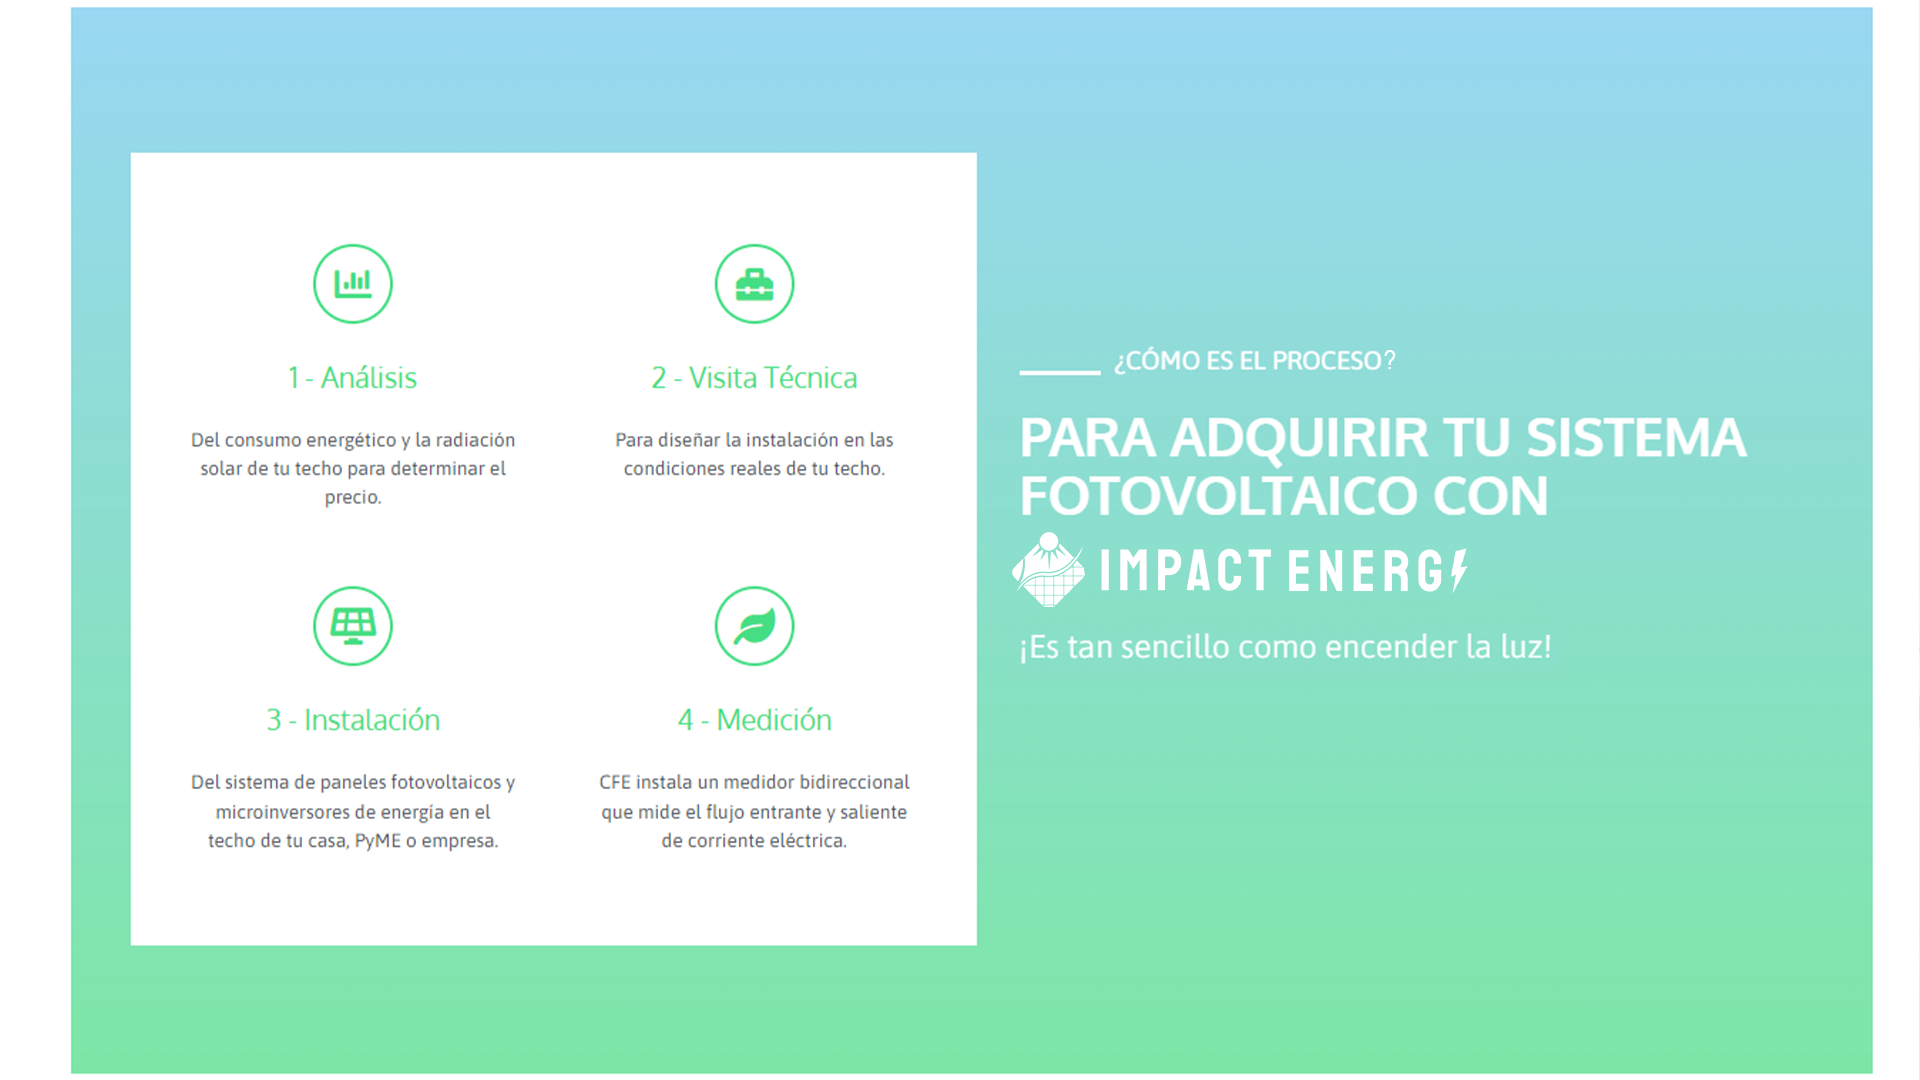 1 - Análisis
Del consumo energético y la radiación
solar de tu techo para determinar el
precio.
2 - Visita Técnica
Para diseñar la instalación en las
condiciones reales de tu techo.
3 - Instalación
Del sistema de paneles fotovoltaicos y
microinversores de energía en el
techo de tu casa, PyME o empresa.
4 - Medición
CFE instala un medidor bidireccional
que mide el flujo entrante y saliente
de corriente eléctrica.
¿CÓMO ES EL PROCESO?
PARA ADQUIRIR TU SISTEMA
FOTOVOLTAICO CON
IMPACT ENERG
¡Es tan sencillo como encender la luz!